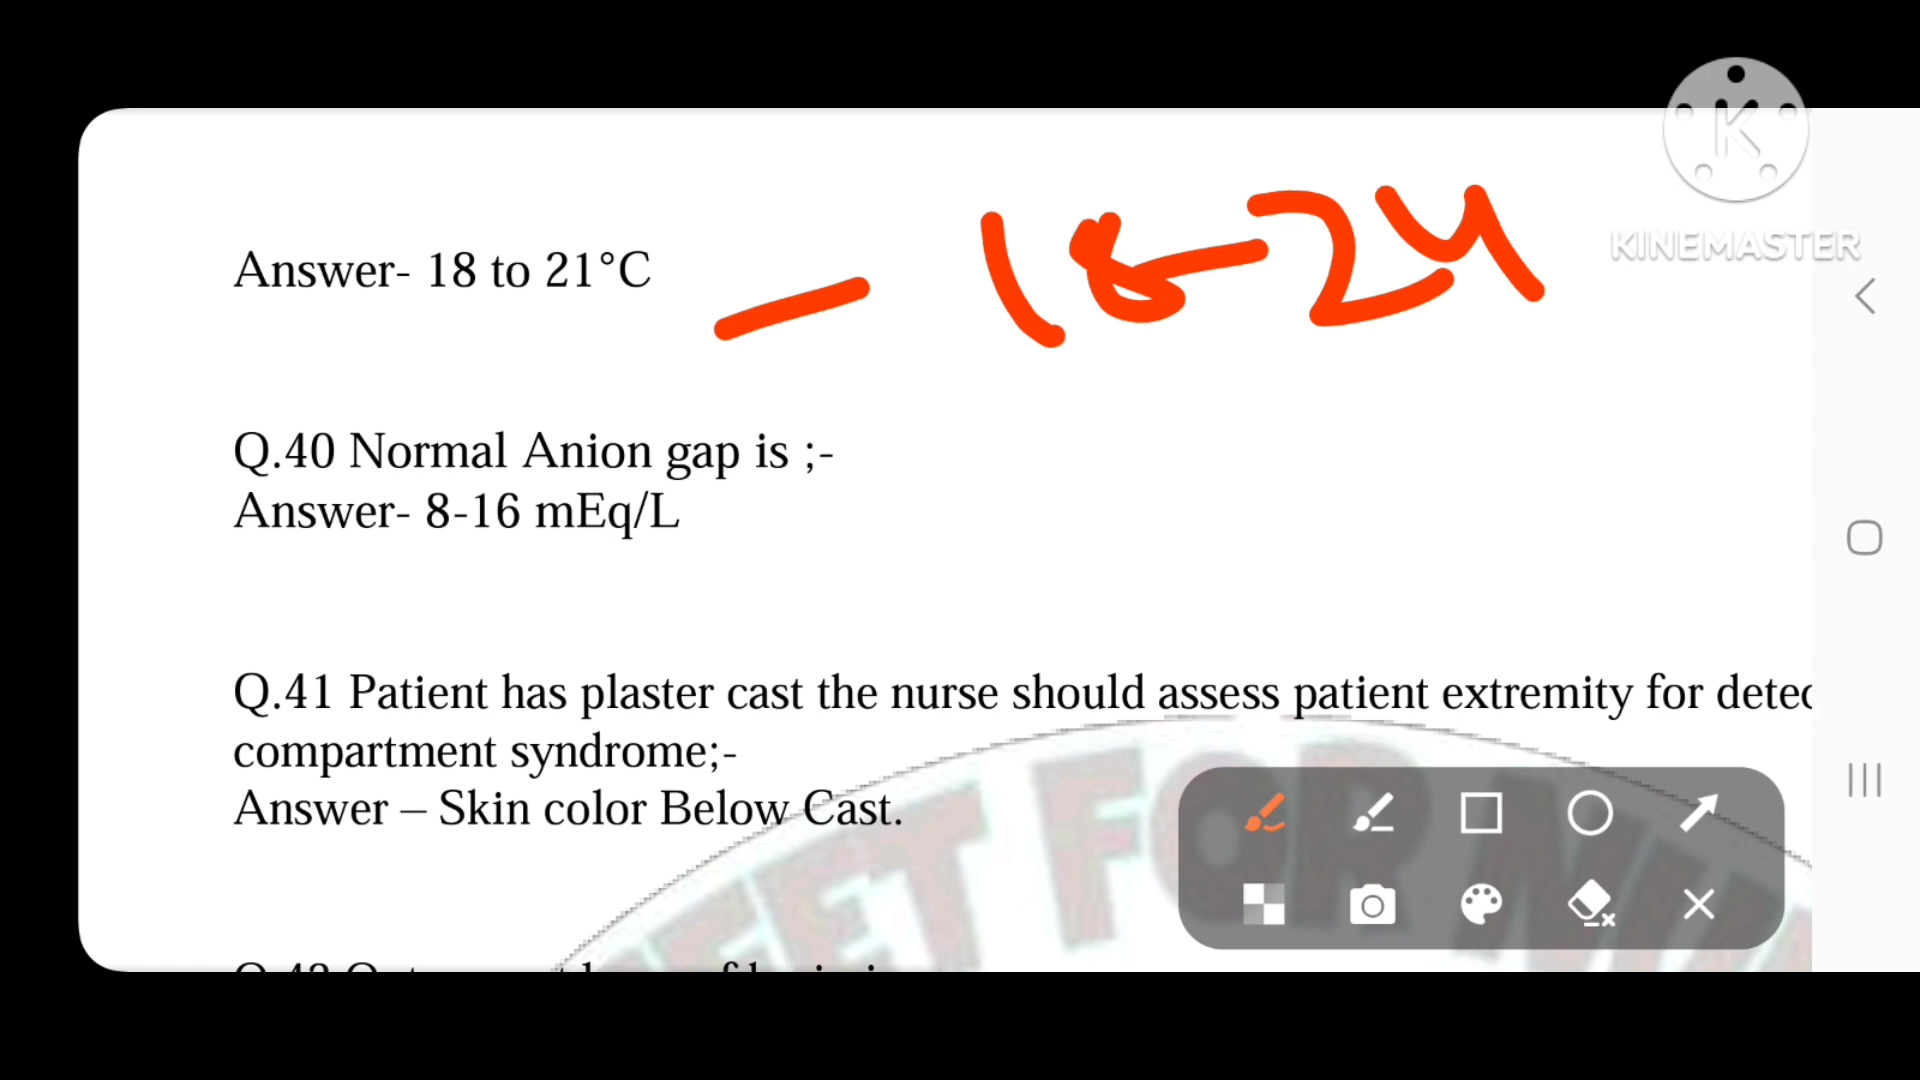 KINEMASTER
Answer- 18 to 21°C
— 18-24
Q.40 Normal Anion gap is ;-
Answer- 8-16 mEq/L
Q.41 Patient has plaster cast the nurse should assess patient extremity for detec
compartment syndrome;-
Answer – Skin color Below Cast.
FOR